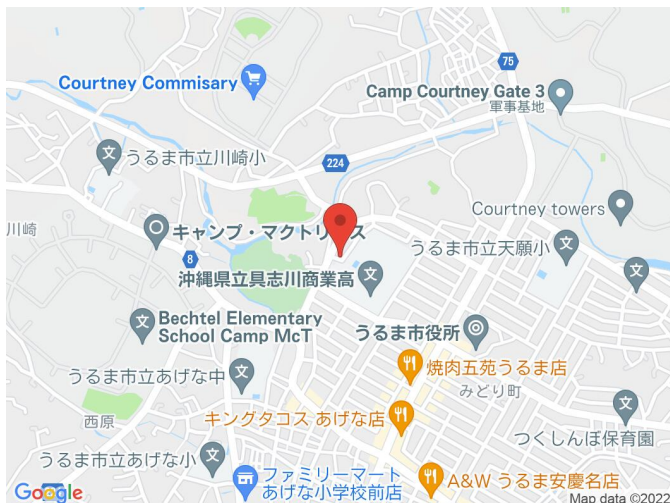 75
Courtney Commisary
Camp Courtney Gate 3
軍事基地
うるま市立川崎小
224
Courtney towers
川崎
キャンプ・マクトリアス
8
うるま市立天願小
沖縄県立具志川商業高
Bechtel Elementary
School Camp McT
うるま市役所
焼肉五苑うるま店
うるま市立あげな中
みどり町
西原
キングタコス あげな店
つくしんぼ保育園
うるま市立あげな小
ファミリーマート
あげな小学校前店
A&W うるま安慶名店
Google
Map data ©2022